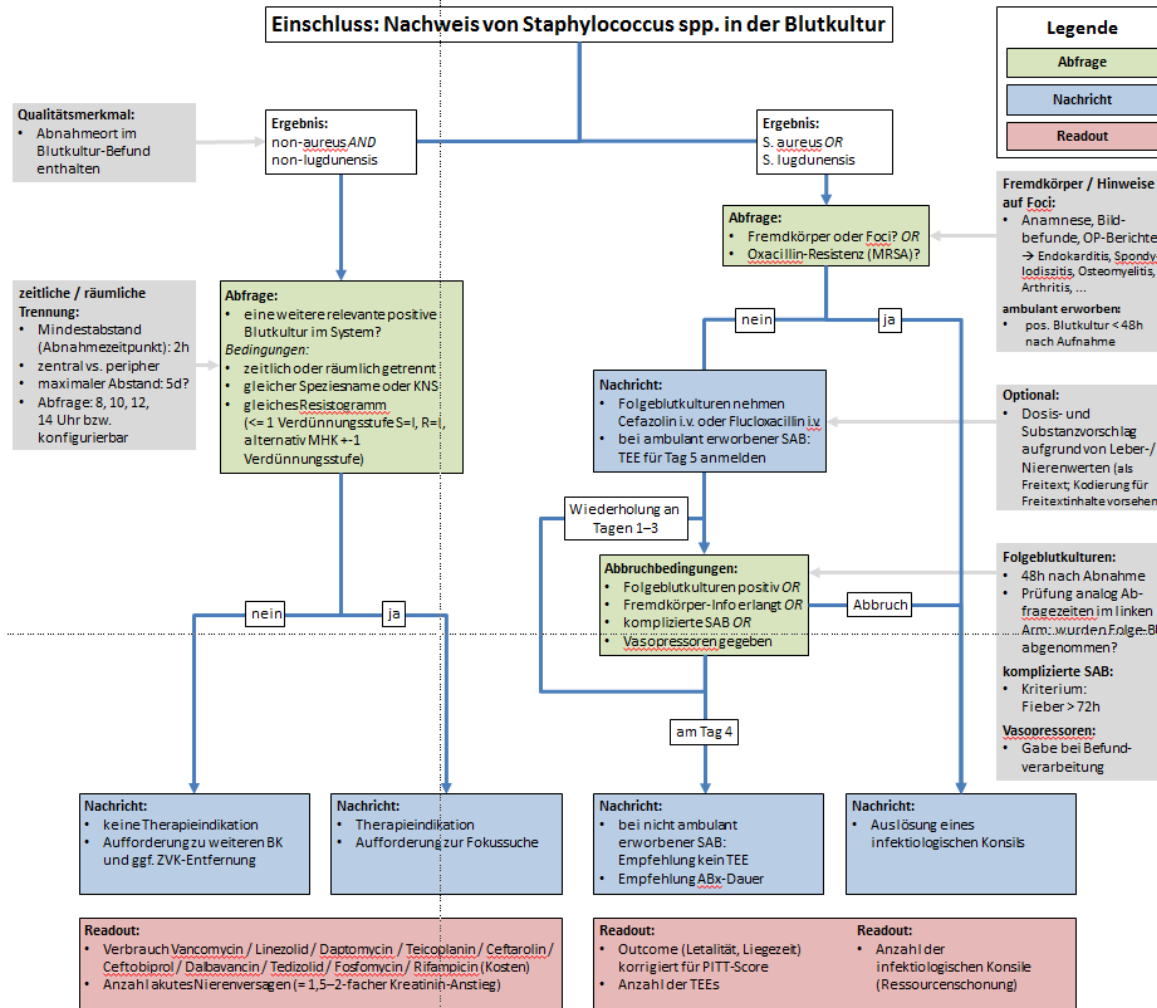 Einschluss: Nachweis von Staphylococcus spp. in der Blutkultur
Legende
Abfrage
Nachricht
Readout
Qualitätsmerkmal:
• Abnahmeort im
Blutkultur-Befund
enthalten
Ergebnis:
non-aureus AND
non-lugdunensis
Ergebnis:
S. aureus OR
S. lugdunensis
Fremdkörper / Hinweise
auf Foci:
• Anamnese, Bild-
befunde, OP-Berichte
→ Endokarditis, Spondy-
lodiszitis, Osteomyelitis,
Arthritis, ...
ambulant erworben:
• pos. Blutkultur < 48h
nach Aufnahme
Abfrage:
• Fremdkörper oder Foci? OR
• Oxacillin-Resistenz (MRSA)?
zeitliche / räumliche
Trennung:
• Mindestabstand
(Abnahmezeitpunkt): 2h
• zentral vs. peripher
• maximaler Abstand: 5d?
• Abfrage: 8, 10, 12,
14 Uhr bzw.
konfigurierbar
Abfrage:
• eine weitere relevante positive
Blutkultur im System?
Bedingungen:
• zeitlich oder räumlich getrennt
• gleicher Speziesname oder KNS
• gleiches Resistogramm
(<= 1 Verdünnungsstufe S=I, R=I,
alternativ MHK +-1
Verdünnungsstufe)
nein
ja
Nachricht:
• Folgeblutkulturen nehmen
Cefazolin i.v. oder Flucloxacillin i.v.
• bei ambulant erworbener SAB:
TEE für Tag 5 anmelden
Optional:
• Dosis- und
Substanzvorschlag
aufgrund von Leber-/
Nierenwerten (als
Freitext; Kodierung für
Freitextinhalte vorsehen
Wiederholung an
Tagen 1–3
Abbruchbedingungen:
• Folgeblutkulturen positiv OR
• Fremdkörper-Info erlangt OR
• komplizierte SAB OR
• Vasopressoren gegeben
Abbruch
Folgeblutkulturen:
• 48h nach Abnahme
• Prüfung analog Ab-
fragezeiten im linken
Arm: wurden Folge-B
abgenommen?
komplizierte SAB:
• Kriterium:
Fieber > 72h
Vasopressoren:
• Gabe bei Befund-
verarbeitung
nein
ja
am Tag 4
Nachricht:
• keine Therapieindikation
• Aufforderung zu weiteren BK
und ggf. ZVK-Entfernung
Nachricht:
• Therapieindikation
• Aufforderung zur Fokussuche
Nachricht:
• bei nicht ambulant
erworbener SAB:
Empfehlung kein TEE
• Empfehlung ABx-Dauer
Nachricht:
• Auslösung eines
infektiologischen Konsils
Readout:
• Verbrauch Vancomycin / Linezolid / Daptomycin / Teicoplanin / Ceftarolin /
Ceftobiprol / Dalbavancin / Tedizolid / Fosfomycin / Rifampicin (Kosten)
• Anzahl akutes Nierenversagen (= 1,5–2-facher Kreatinin-Anstieg)
Readout:
• Outcome (Letalität, Liegezeit)
korrigiert für PITT-Score
• Anzahl der TEEs
Readout:
• Anzahl der
infektiologischen Konsile
(Ressourcenschonung)